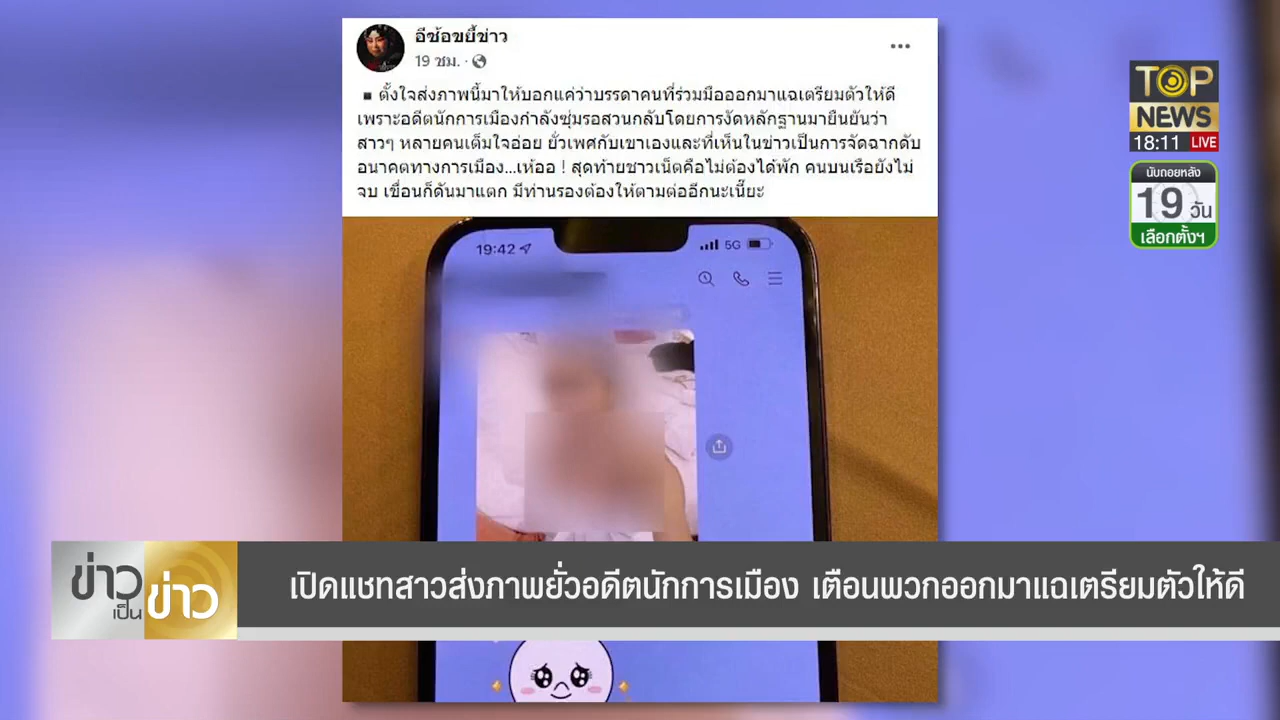 อีซ้อขยี้ข่าว
19 ชม.
▪ ตั้งใจส่งภาพนี้มาให้บอกแค่ว่าบรรดาคนที่ร่วมมือออกมาแฉเตรียมตัวให้ดี
เพราะอดีตนักการเมืองกำลังซุ่มรอสวนกลับโดยการงัดหลักฐานมายืนยันว่า
สาวๆ หลายคนเต็มใจอ่อย ยั่วเพศกับเขาเองและที่เห็นในข่าวเป็นการจัดฉากดับ
อนาคตทางการเมือง...เห้ออ ! สุดท้ายชาวเน็ตคือไม่ต้องได้พัก คนบนเรือยังไม่
จบ เขื่อนก็ดันมาแตก มีท่านรองต้องให้ตามต่ออีกนะเนี๊ยะ
TOP
NEWS
18:11 LIVE
นับถอยหลัง
19 วัน
เลือกตั้งฯ
19:42
5G
ข่าว
เป็น
ข่าว
เปิดแชทสาวส่งภาพยั่วอดีตนักการเมือง เตือนพวกออกมาแฉเตรียมตัวให้ดี